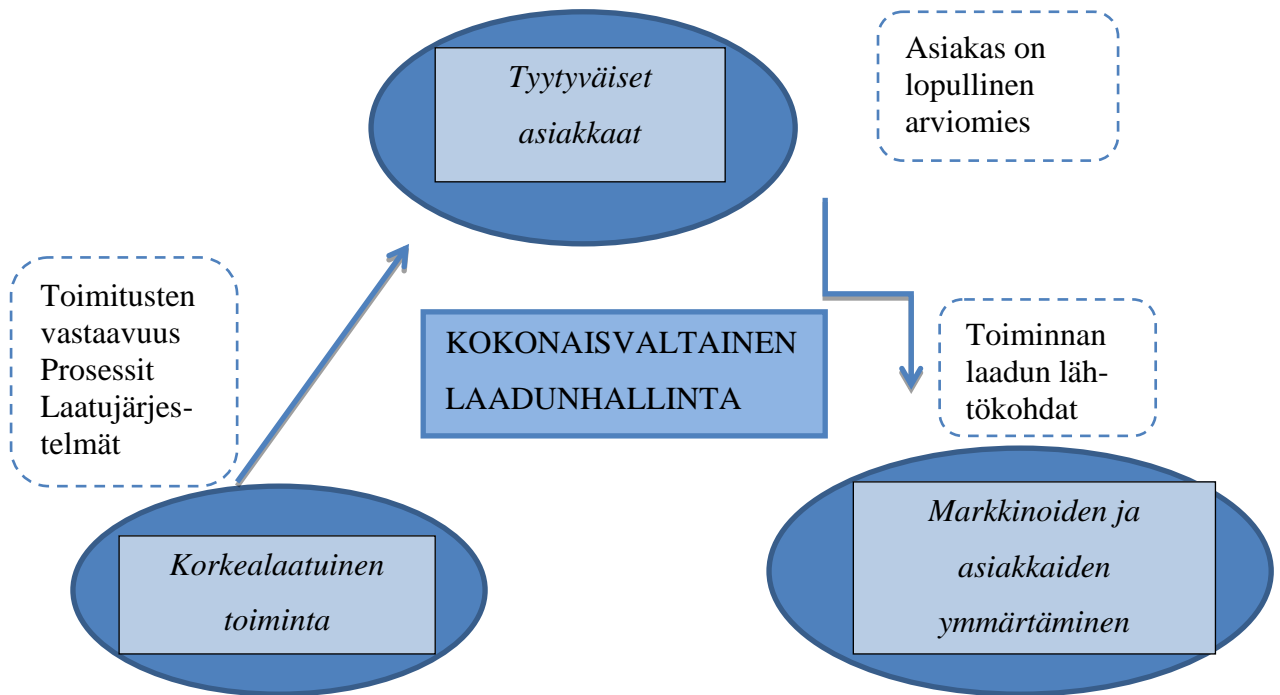 Tyytyväiset
asiakkaat
Asiakas on
lopullinen
arviomies
Toimitusten
vastaavuus
Prosessit
Laatujärjes-
telmät
KOKONAISVALTAINEN
LAADUNHALLINTA
Toiminnan
laadun läh-
tökohdat
Korkealaatuinen
toiminta
Markkinoiden ja
asiakkaiden
ymmärtäminen